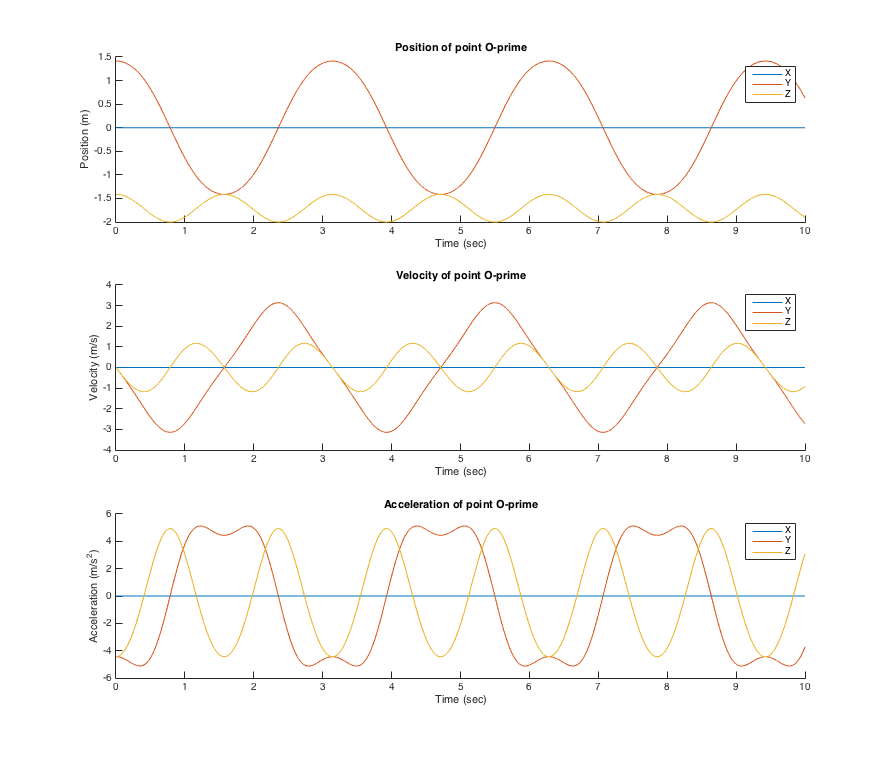 Position of point O-prime
1.5
1
0.5
0
-0.5
-1
-1.5
-2
Position (m)
X
Y
Z
0 1 2 3 4 5 6 7 8 9 10
Time (sec)
Velocity of point O-prime
4
3
2
1
0
-1
-2
-3
-4
Velocity (m/s)
X
Y
Z
0 1 2 3 4 5 6 7 8 9 10
Time (sec)
Acceleration of point O-prime
6
4
2
0
-2
-4
-6
Acceleration (m/s²)
X
Y
Z
0 1 2 3 4 5 6 7 8 9 10
Time (sec)